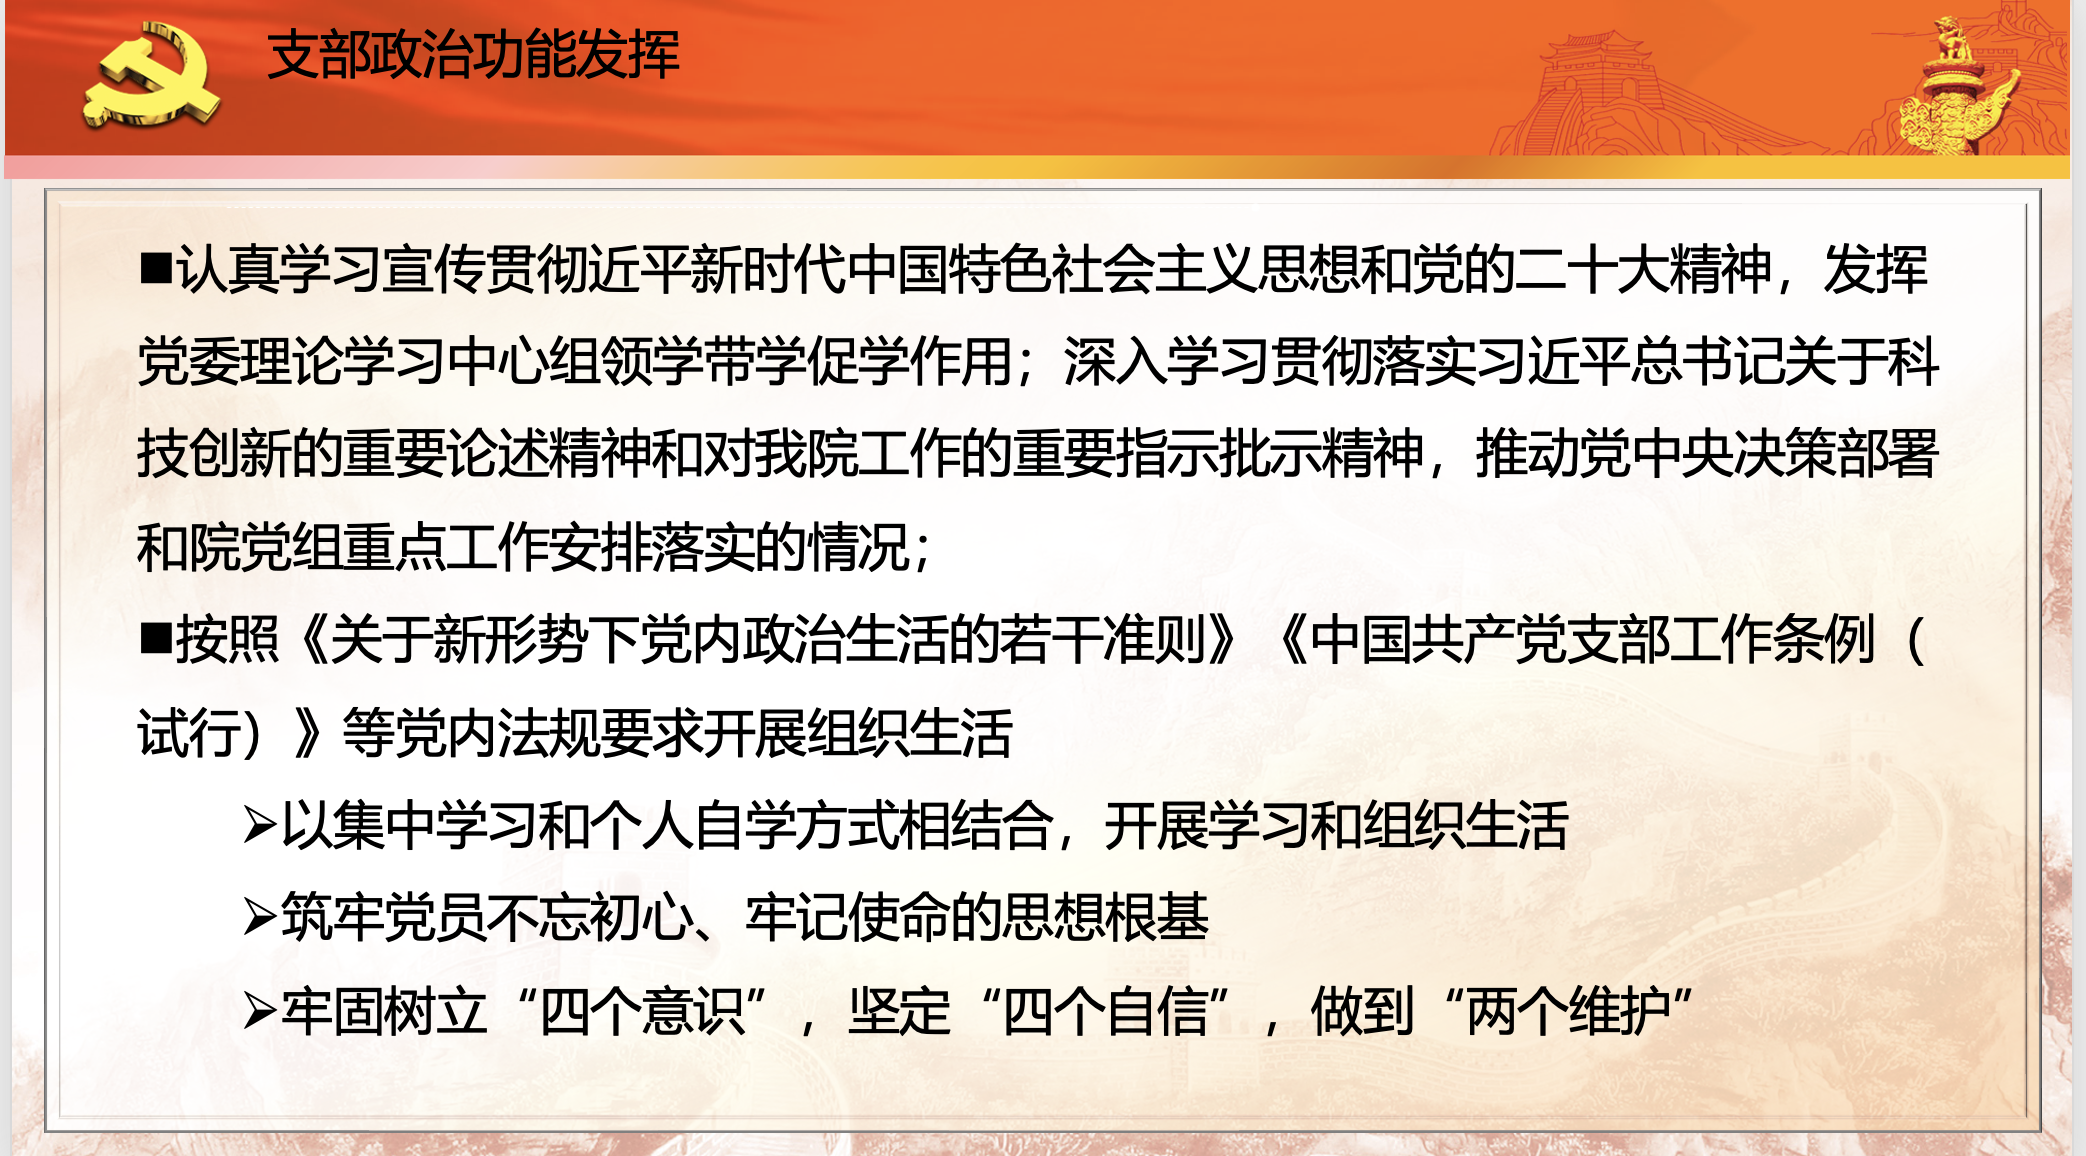 支部政治功能发挥
■认真学习宣传贯彻近平新时代中国特色社会主义思想和党的二十大精神，发挥
党委理论学习中心组领学带学促学作用；深入学习贯彻落实习近平总书记关于科
技创新的重要论述精神和对我院工作的重要指示批示精神，推动党中央决策部署
和院党组重点工作安排落实的情况；
■按照《关于新形势下党内政治生活的若干准则》《中国共产党支部工作条例（
试行）》等党内法规要求开展组织生活
➢以集中学习和个人自学方式相结合，开展学习和组织生活
➢筑牢党员不忘初心、牢记使命的思想根基
➢牢固树立“四个意识”，坚定“四个自信”，做到“两个维护”